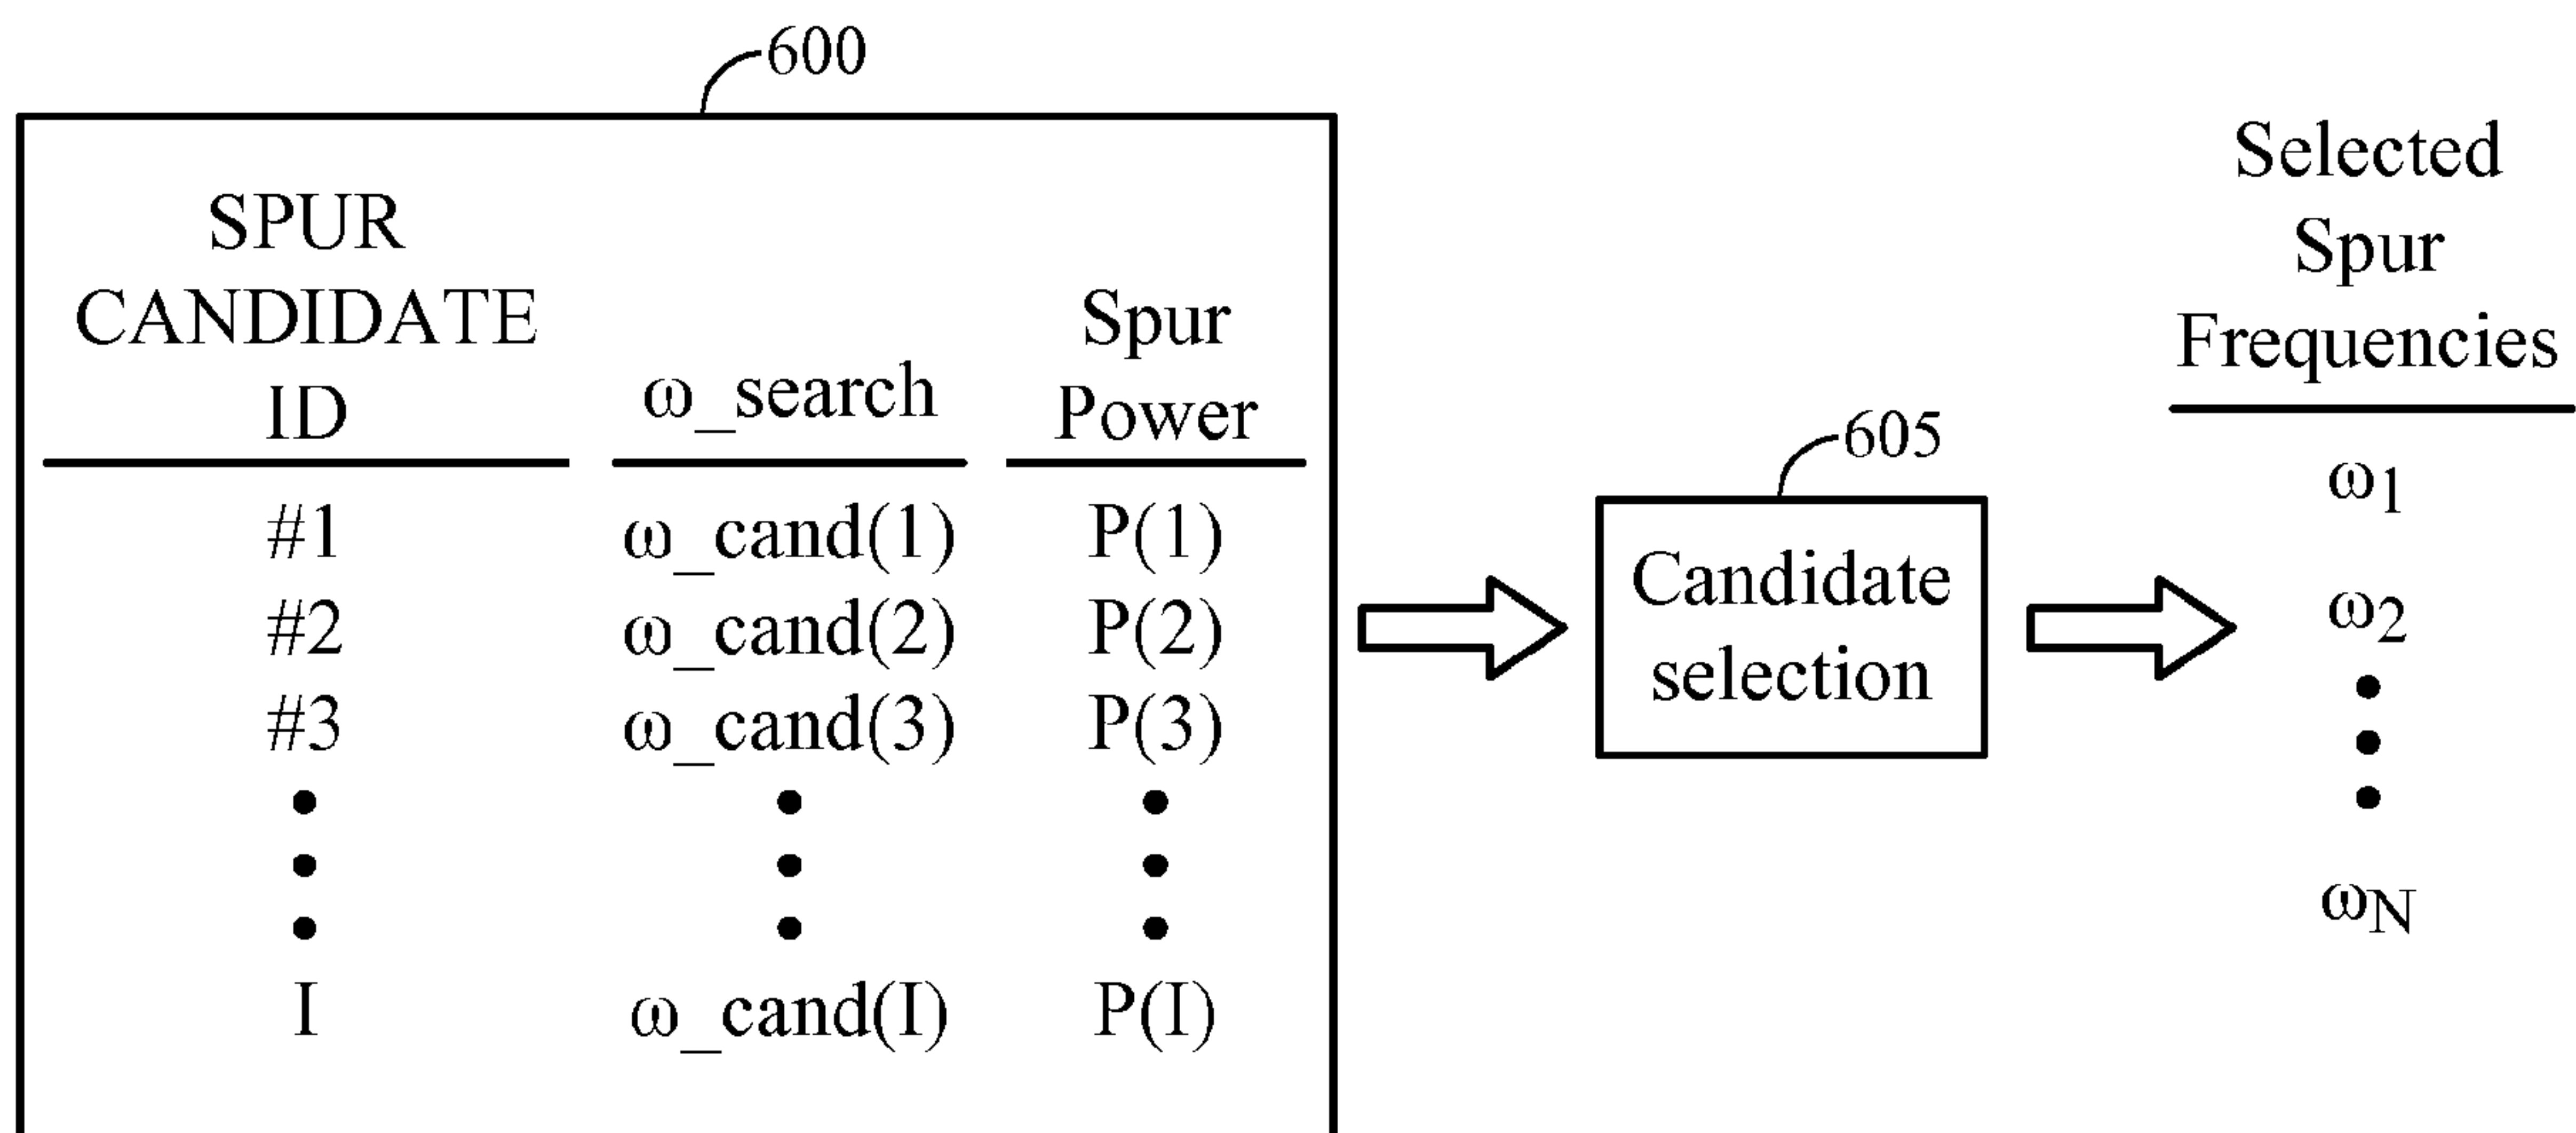 600
SPUR
CANDIDATE
ID
ω_search
Spur
Power
#1 ω_cand(1) P(1)
#2 ω_cand(2) P(2)
#3 ω_cand(3) P(3)
I ω_cand(I) P(I)
605
Candidate
selection
Selected
Spur
Frequencies
ω1
ω2
ωN